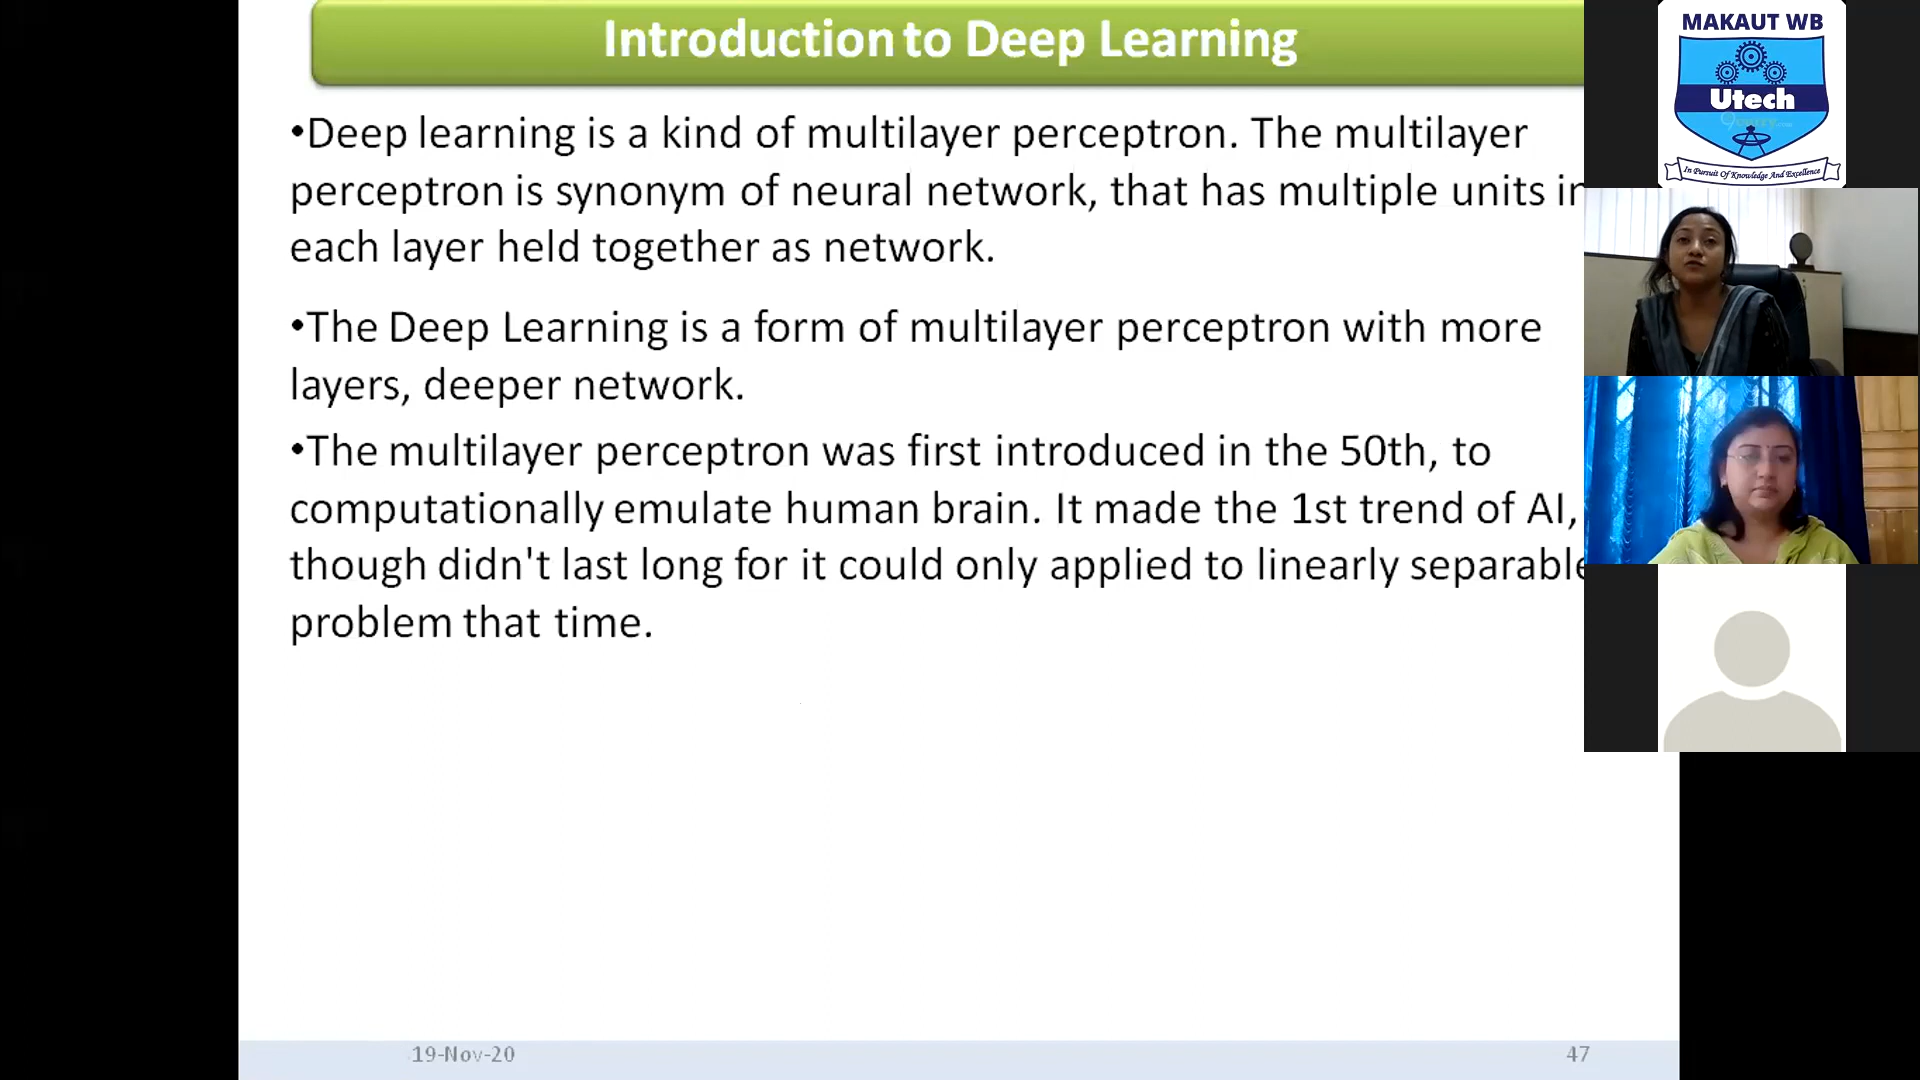 Introduction to Deep Learning
•Deep learning is a kind of multilayer perceptron. The multilayer
perceptron is synonym of neural network, that has multiple units in
each layer held together as network.
•The Deep Learning is a form of multilayer perceptron with more
layers, deeper network.
•The multilayer perceptron was first introduced in the 50th, to
computationally emulate human brain. It made the 1st trend of AI,
though didn't last long for it could only applied to linearly separable
problem that time.
19-Nov-20
47
MAKAUT WB
Utech
In Pursuit Of Knowledge And Excellence